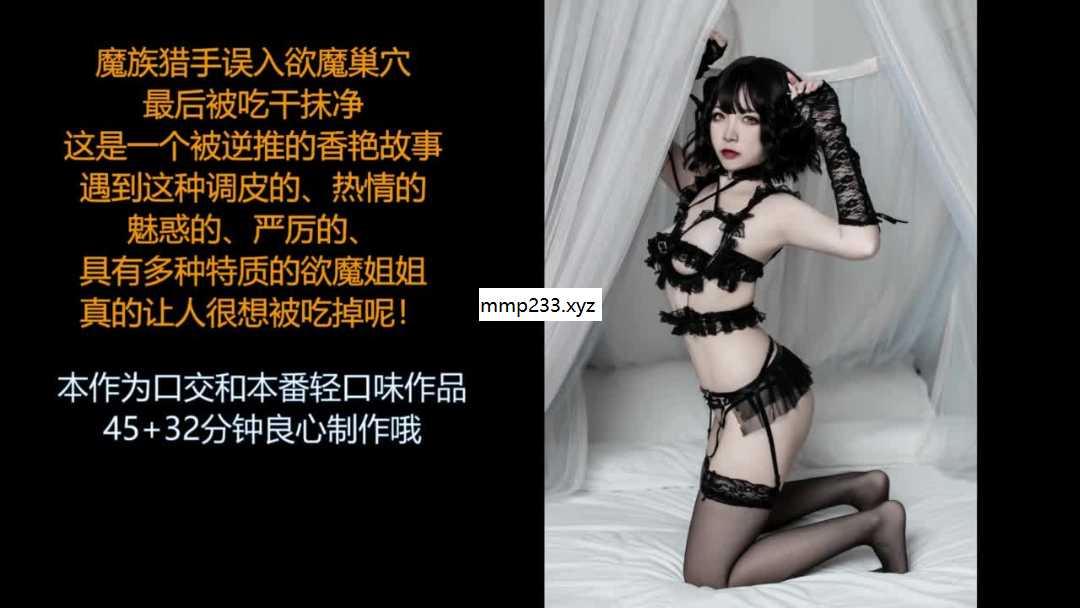 魔族猎手误入欲魔巢穴
最后被吃干抹净
这是一个被逆推的香艳故事
遇到这种调皮的、热情的
魅惑的、严厉的、
具有多种特质的欲魔姐姐
真的让人很想被吃掉呢！
mmp233.xyz
本作为口交和本番轻口味作品
45+32分钟良心制作哦